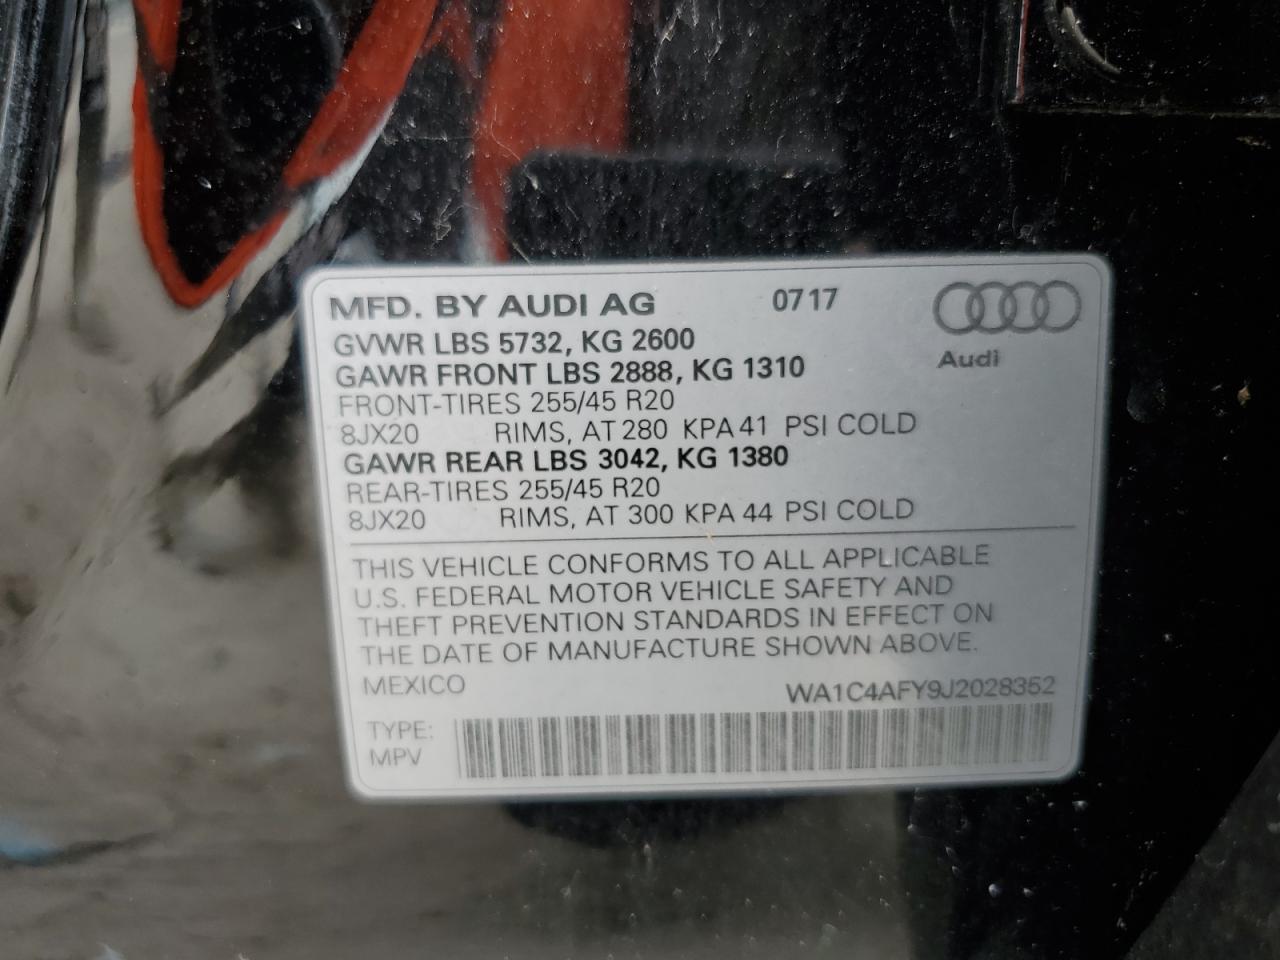 MFD. BY AUDI AG 0717
Audi
GVWR LBS 5732, KG 2600
GAWR FRONT LBS 2888, KG 1310
FRONT-TIRES 255/45 R20
8JX20 RIMS, AT 280 KPA 41 PSI COLD
GAWR REAR LBS 3042, KG 1380
REAR-TIRES 255/45 R20
8JX20 RIMS, AT 300 KPA 44 PSI COLD
THIS VEHICLE CONFORMS TO ALL APPLICABLE
U.S. FEDERAL MOTOR VEHICLE SAFETY AND
THEFT PREVENTION STANDARDS IN EFFECT ON
THE DATE OF MANUFACTURE SHOWN ABOVE.
MEXICO WA1C4AFY9J2028352
TYPE:
MPV